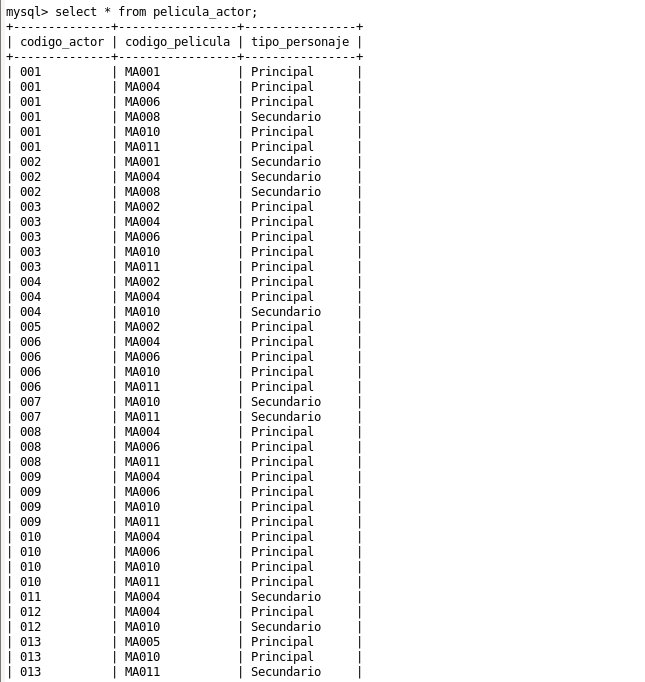 mysql> select * from pelicula_actor;
+--------------+-----------------+----------------+
| codigo_actor | codigo_pelicula | tipo_personaje |
+--------------+-----------------+----------------+
| 001          | MA001           | Principal      |
| 001          | MA004           | Principal      |
| 001          | MA006           | Principal      |
| 001          | MA008           | Secundario     |
| 001          | MA010           | Principal      |
| 001          | MA011           | Principal      |
| 002          | MA001           | Secundario     |
| 002          | MA004           | Secundario     |
| 002          | MA008           | Secundario     |
| 003          | MA002           | Principal      |
| 003          | MA004           | Principal      |
| 003          | MA006           | Principal      |
| 003          | MA010           | Principal      |
| 003          | MA011           | Principal      |
| 004          | MA002           | Principal      |
| 004          | MA004           | Principal      |
| 004          | MA010           | Secundario     |
| 005          | MA002           | Principal      |
| 006          | MA004           | Principal      |
| 006          | MA006           | Principal      |
| 006          | MA010           | Principal      |
| 006          | MA011           | Principal      |
| 007          | MA010           | Secundario     |
| 007          | MA011           | Secundario     |
| 008          | MA004           | Principal      |
| 008          | MA006           | Principal      |
| 008          | MA011           | Principal      |
| 009          | MA004           | Principal      |
| 009          | MA006           | Principal      |
| 009          | MA010           | Principal      |
| 009          | MA011           | Principal      |
| 010          | MA004           | Principal      |
| 010          | MA006           | Principal      |
| 010          | MA010           | Principal      |
| 010          | MA011           | Principal      |
| 011          | MA004           | Secundario     |
| 012          | MA004           | Principal      |
| 012          | MA010           | Secundario     |
| 013          | MA005           | Principal      |
| 013          | MA010           | Principal      |
| 013          | MA011           | Secundario     |